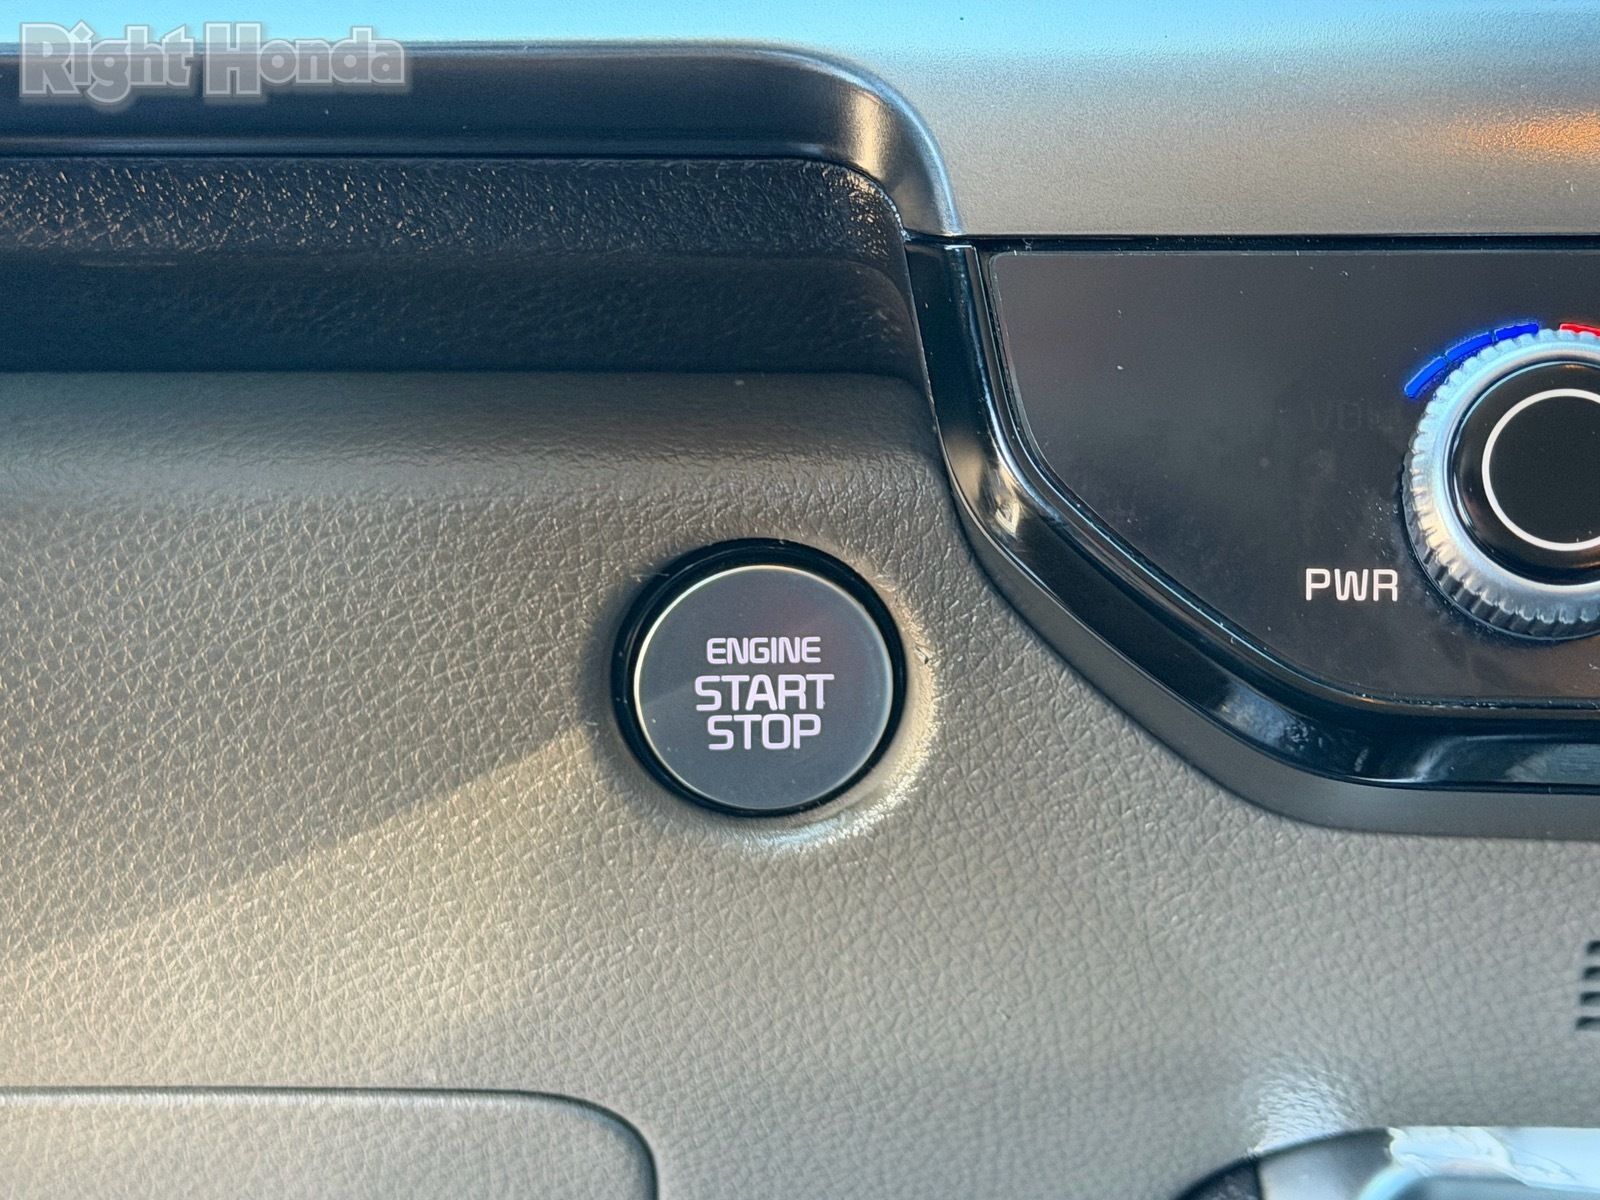 Right Honda
PWR
ENGINE
START
STOP